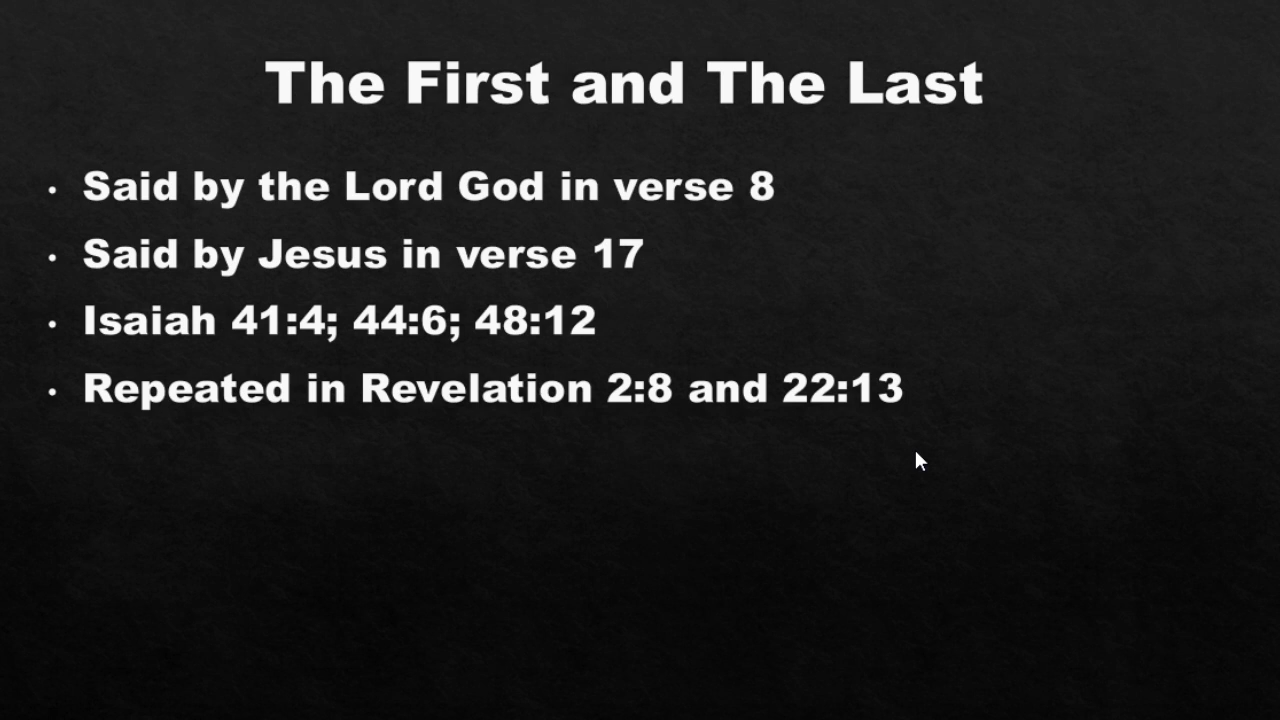 The First and The Last
• Said by the Lord God in verse 8
• Said by Jesus in verse 17
• Isaiah 41:4; 44:6; 48:12
• Repeated in Revelation 2:8 and 22:13